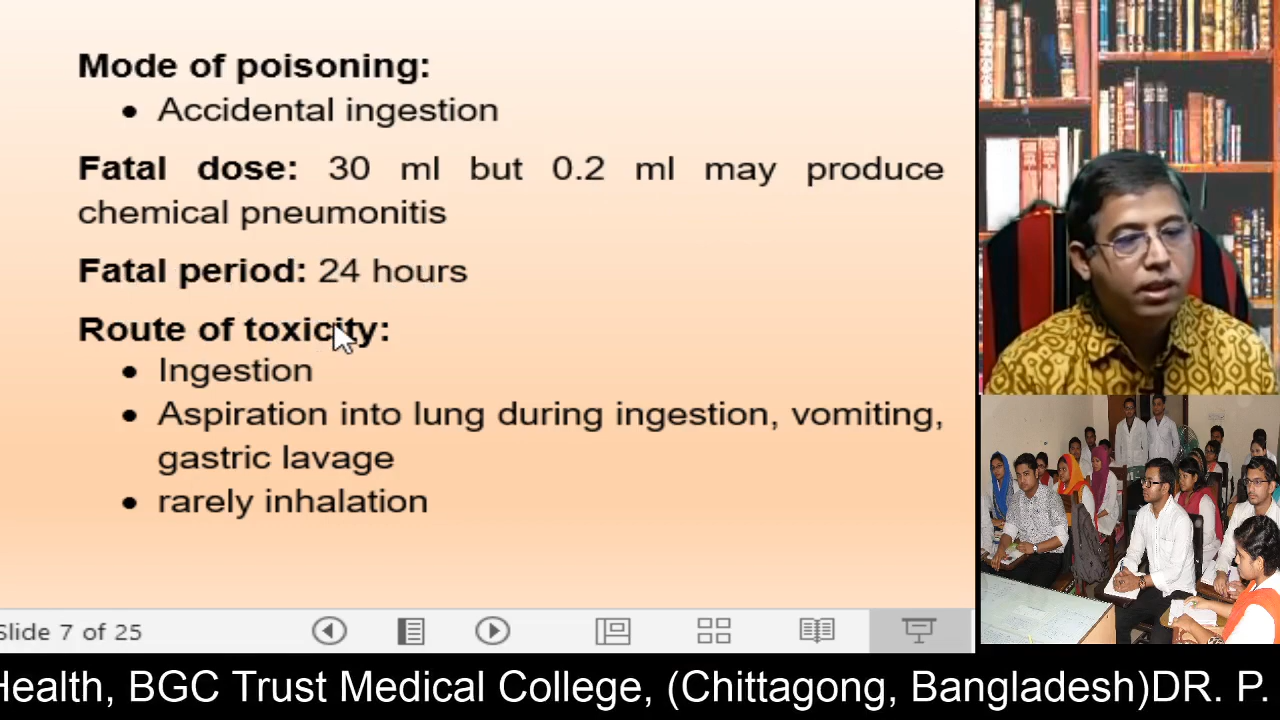 Mode of poisoning:
• Accidental ingestion
Fatal dose: 30 ml but 0.2 ml may produce
chemical pneumonitis
Fatal period: 24 hours
Route of toxicity:
• Ingestion
• Aspiration into lung during ingestion, vomiting,
gastric lavage
• rarely inhalation
Slide 7 of 25
Health, BGC Trust Medical College, (Chittagong, Bangladesh)DR. P.